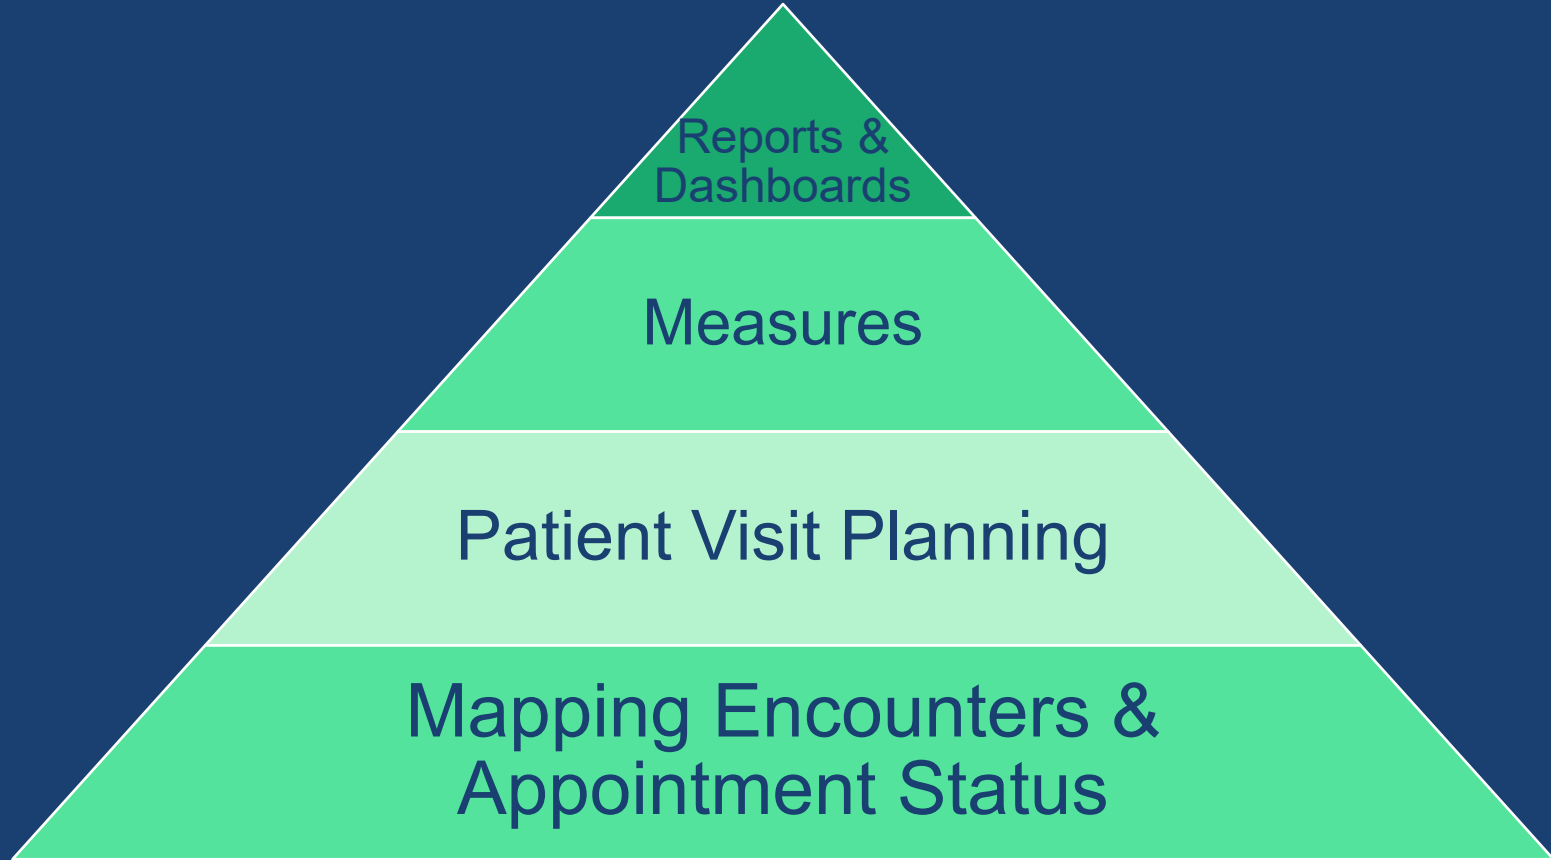 Reports &
Dashboards
Measures
Patient Visit Planning
Mapping Encounters &
Appointment Status